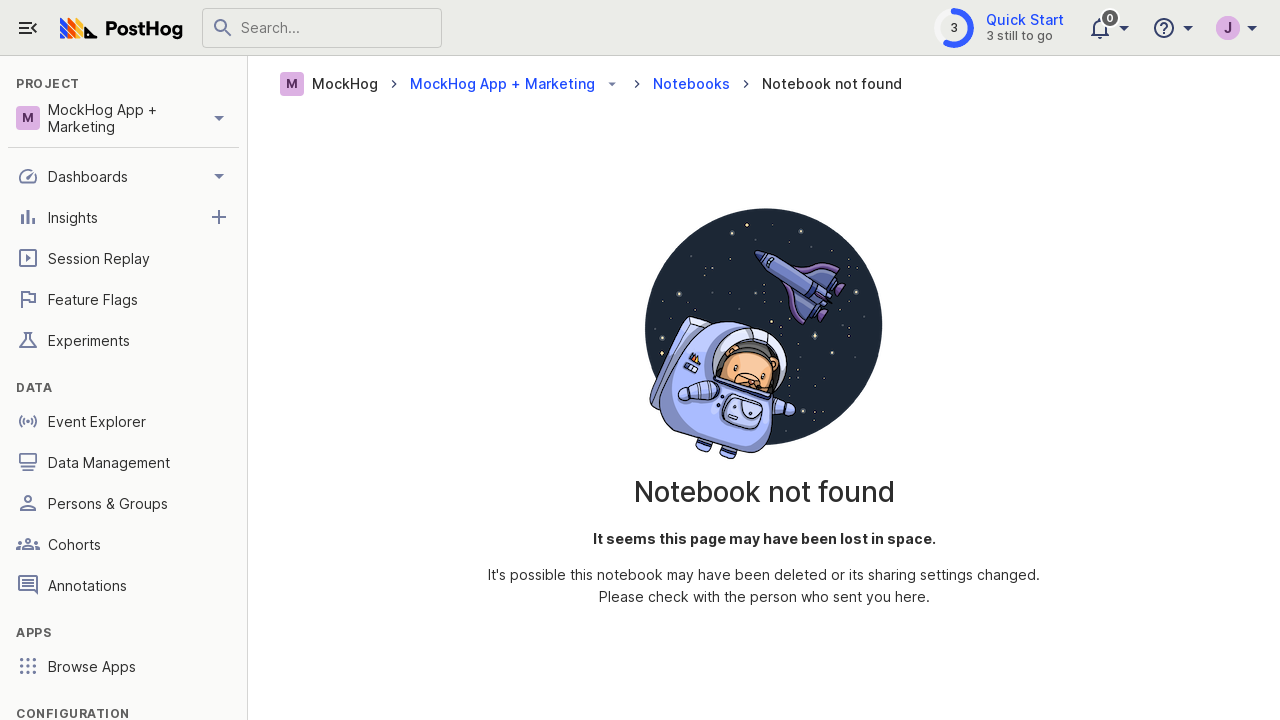 PostHog
Search...
3
Quick Start
3 still to go
0
J
PROJECT
M
MockHog App +
Marketing
Dashboards
Insights
Session Replay
Feature Flags
Experiments
DATA
Event Explorer
Data Management
Persons & Groups
Cohorts
Annotations
APPS
Browse Apps
CONFIGURATION
M MockHog > MockHog App + Marketing > Notebooks > Notebook not found
Notebook not found
It seems this page may have been lost in space.
It's possible this notebook may have been deleted or its sharing settings changed.
Please check with the person who sent you here.